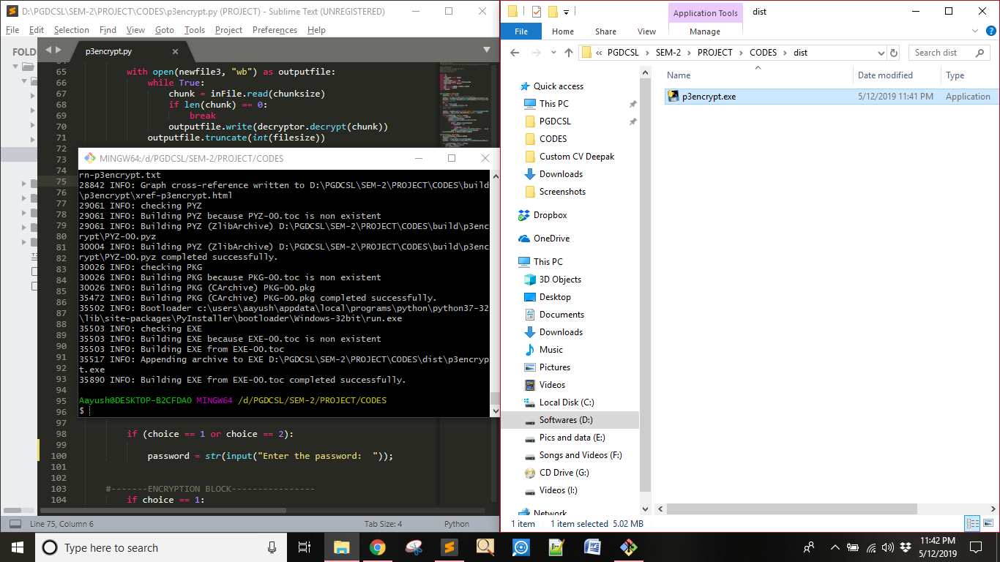 D:\PGDCSL\SEM-2\PROJECT\CODES\p3encrypt.py (PROJECT) - Sublime Text (UNREGISTERED)
File Edit Selection Find View Goto Tools Project Preferences Help
FOLD
p3encrypt.py
65 with open(newfile3, "wb") as outputfile:
66 while True:
67 chunk = inFile.read(chunksize)
68 if len(chunk) == 0:
69 break
70 outputfile.write(decryptor.decrypt(chunk))
71 outputfile.truncate(int(filesize))
72
73
74
75
76
77
78
79
80
81
82
83
84
85
86
87
88
89
90
91
92
93
94
95
96
97
98 if (choice == 1 or choice == 2):
99
100 password = str(input("Enter the password:  "));
101
102
103 #-------ENCRYPTION BLOCK----------------
104 if choice == 1:
Line 75, Column 6
Tab Size: 4
Python
MINGW64:/d/PGDCSL/SEM-2/PROJECT/CODES
rn-p3encrypt.txt
28842 INFO: Graph cross-reference written to D:\PGDCSL\SEM-2\PROJECT\CODES\build
\p3encrypt\xref-p3encrypt.html
29061 INFO: checking PYZ
29061 INFO: Building PYZ because PYZ-00.toc is non existent
29061 INFO: Building PYZ (ZlibArchive) D:\PGDCSL\SEM-2\PROJECT\CODES\build\p3enc
rypt\PYZ-00.pyz
30004 INFO: Building PYZ (ZlibArchive) D:\PGDCSL\SEM-2\PROJECT\CODES\build\p3enc
rypt\PYZ-00.pyz completed successfully.
30026 INFO: checking PKG
30026 INFO: Building PKG because PKG-00.toc is non existent
30026 INFO: Building PKG (CArchive) PKG-00.pkg
35472 INFO: Building PKG (CArchive) PKG-00.pkg completed successfully.
35502 INFO: Bootloader c:\users\aayush\appdata\local\programs\python\python37-32
\lib\site-packages\PyInstaller\bootloader\Windows-32bit\run.exe
35503 INFO: checking EXE
35503 INFO: Building EXE because EXE-00.toc is non existent
35503 INFO: Building EXE from EXE-00.toc
35517 INFO: Appending archive to EXE D:\PGDCSL\SEM-2\PROJECT\CODES\dist\p3encryp
t.exe
35890 INFO: Building EXE from EXE-00.toc completed successfully.
Aayush@DESKTOP-B2CFDAO MINGW64 /d/PGDCSL/SEM-2/PROJECT/CODES
$
Application Tools
dist
File Home Share View Manage
« PGDCSL › SEM-2 › PROJECT › CODES › dist
Search dist
Name Date modified Type
p3encrypt.exe 5/12/2019 11:41 PM Application
Quick access
This PC
PGDCSL
CODES
Custom CV Deepak
Downloads
Screenshots
Dropbox
OneDrive
This PC
3D Objects
Desktop
Documents
Downloads
Music
Pictures
Videos
Local Disk (C:)
Softwares (D:)
Pics and data (E:)
Songs and Videos (F:)
CD Drive (G:)
Videos (I:)
Network
1 item 1 item selected 5.02 MB
Type here to search
11:42 PM
5/12/2019